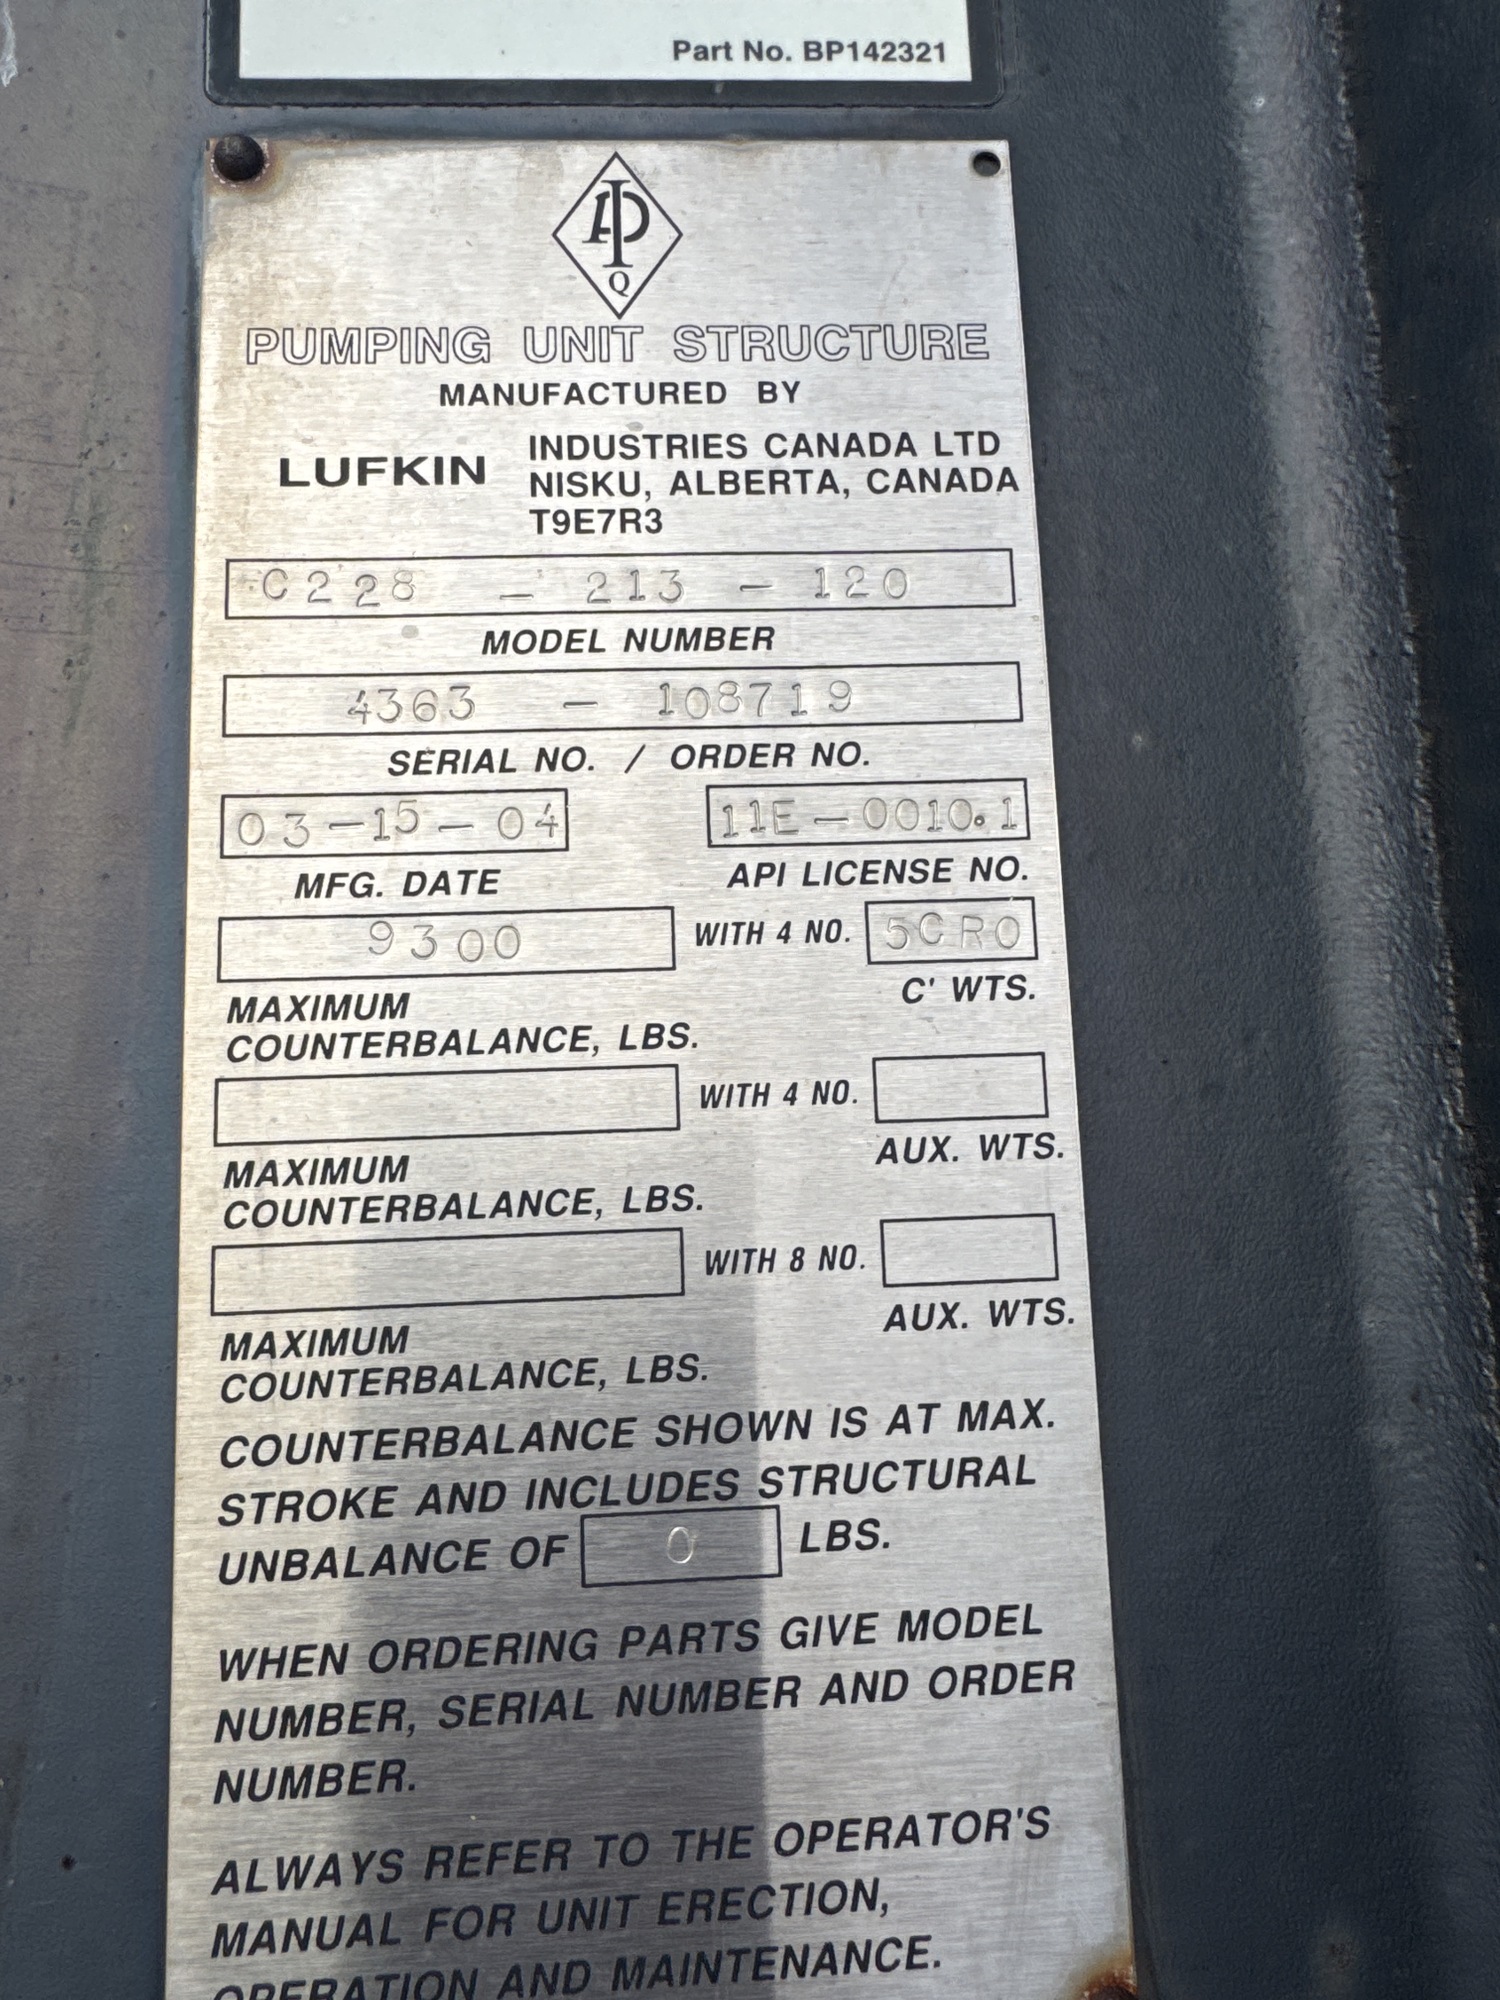 Part No. BP142321
API
Q
PUMPING UNIT STRUCTURE
MANUFACTURED BY
LUFKIN INDUSTRIES CANADA LTD
NISKU, ALBERTA, CANADA
T9E7R3
C228 - 213 - 120
MODEL NUMBER
4363 - 108719
SERIAL NO. / ORDER NO.
03-15-04 11E-0010.1
MFG. DATE API LICENSE NO.
9300 WITH 4 NO. 5CRO
C' WTS.
MAXIMUM
COUNTERBALANCE, LBS.
WITH 4 NO.
AUX. WTS.
MAXIMUM
COUNTERBALANCE, LBS.
WITH 8 NO.
AUX. WTS.
MAXIMUM
COUNTERBALANCE, LBS.
COUNTERBALANCE SHOWN IS AT MAX.
STROKE AND INCLUDES STRUCTURAL
UNBALANCE OF 0 LBS.
WHEN ORDERING PARTS GIVE MODEL
NUMBER, SERIAL NUMBER AND ORDER
NUMBER.
ALWAYS REFER TO THE OPERATOR'S
MANUAL FOR UNIT ERECTION,
OPERATION AND MAINTENANCE.